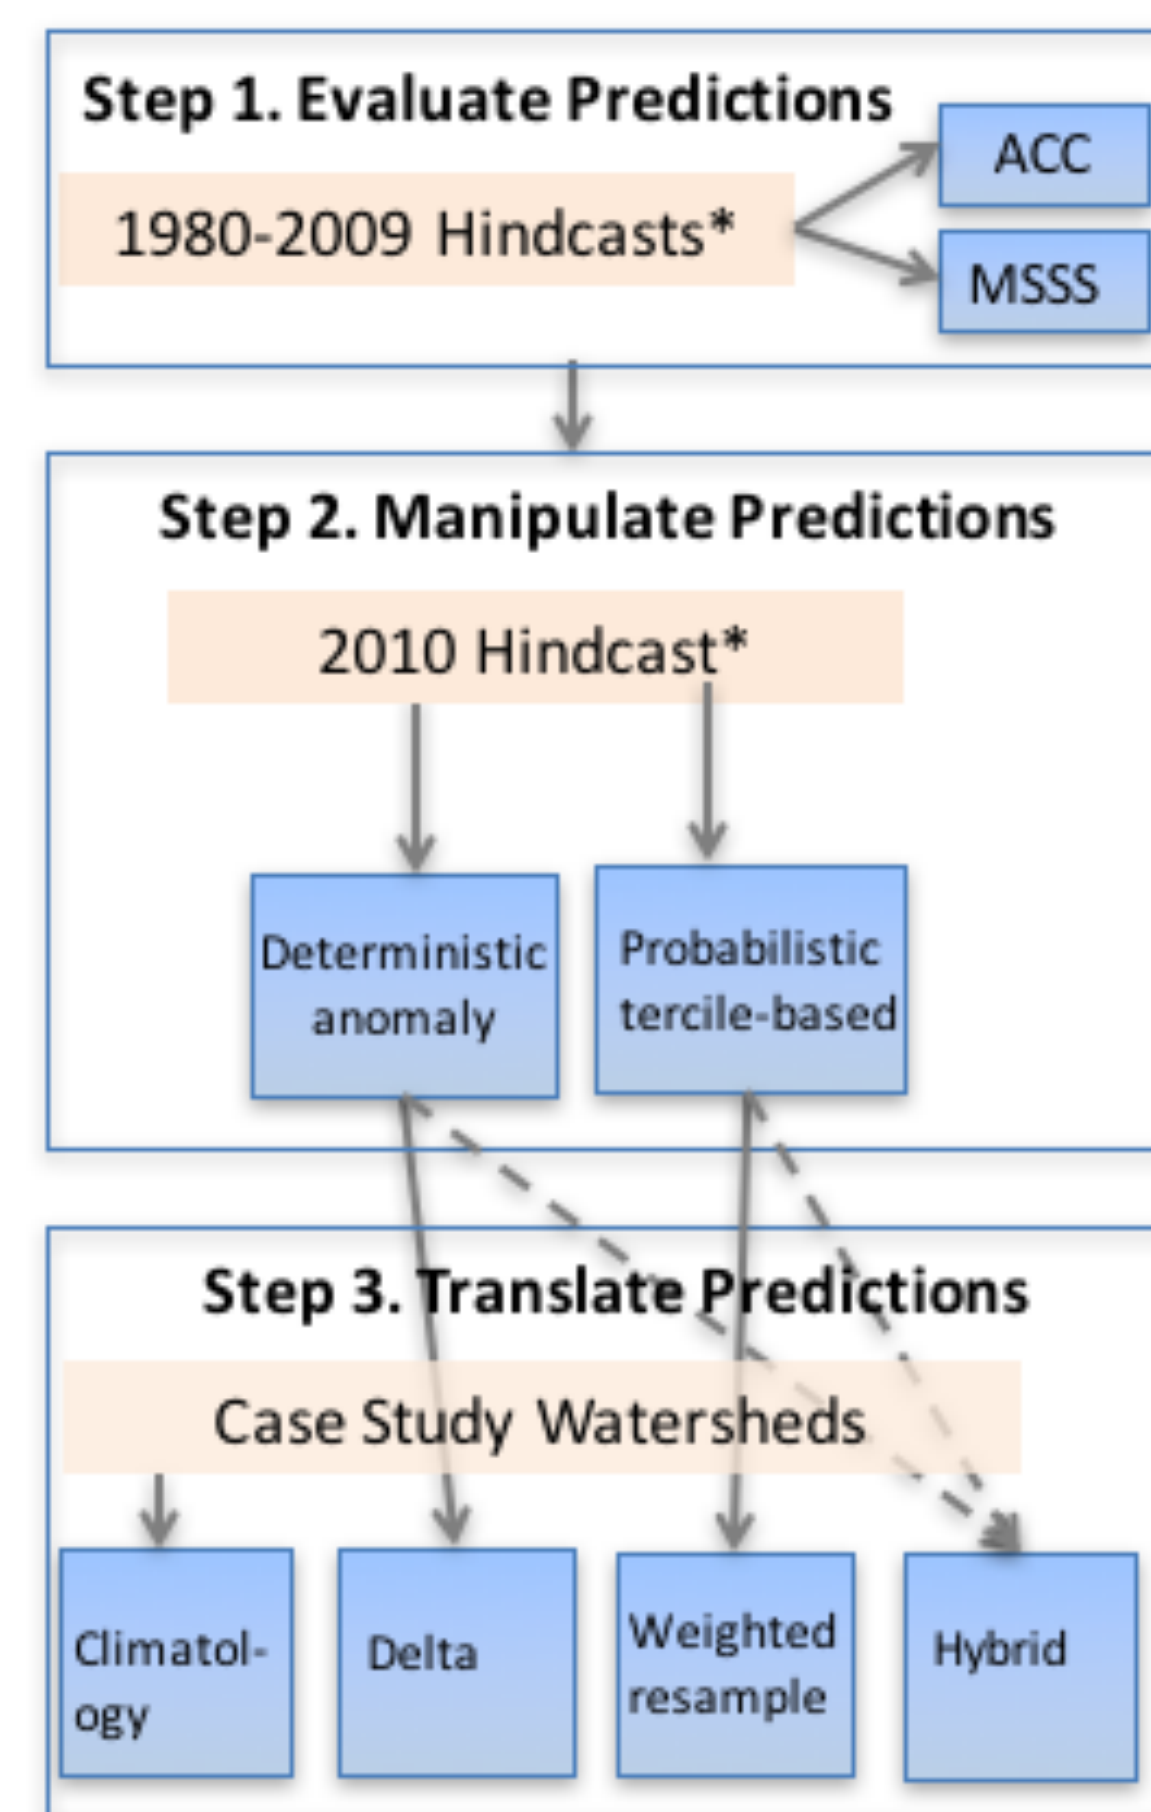 Step 1. Evaluate Predictions
ACC
1980-2009 Hindcasts*
MSSS
Step 2. Manipulate Predictions
2010 Hindcast*
Deterministic
anomaly
Probabilistic
tercile-based
Step 3. Translate Predictions
Case Study Watersheds
Climatol-
ogy
Delta
Weighted
resample
Hybrid